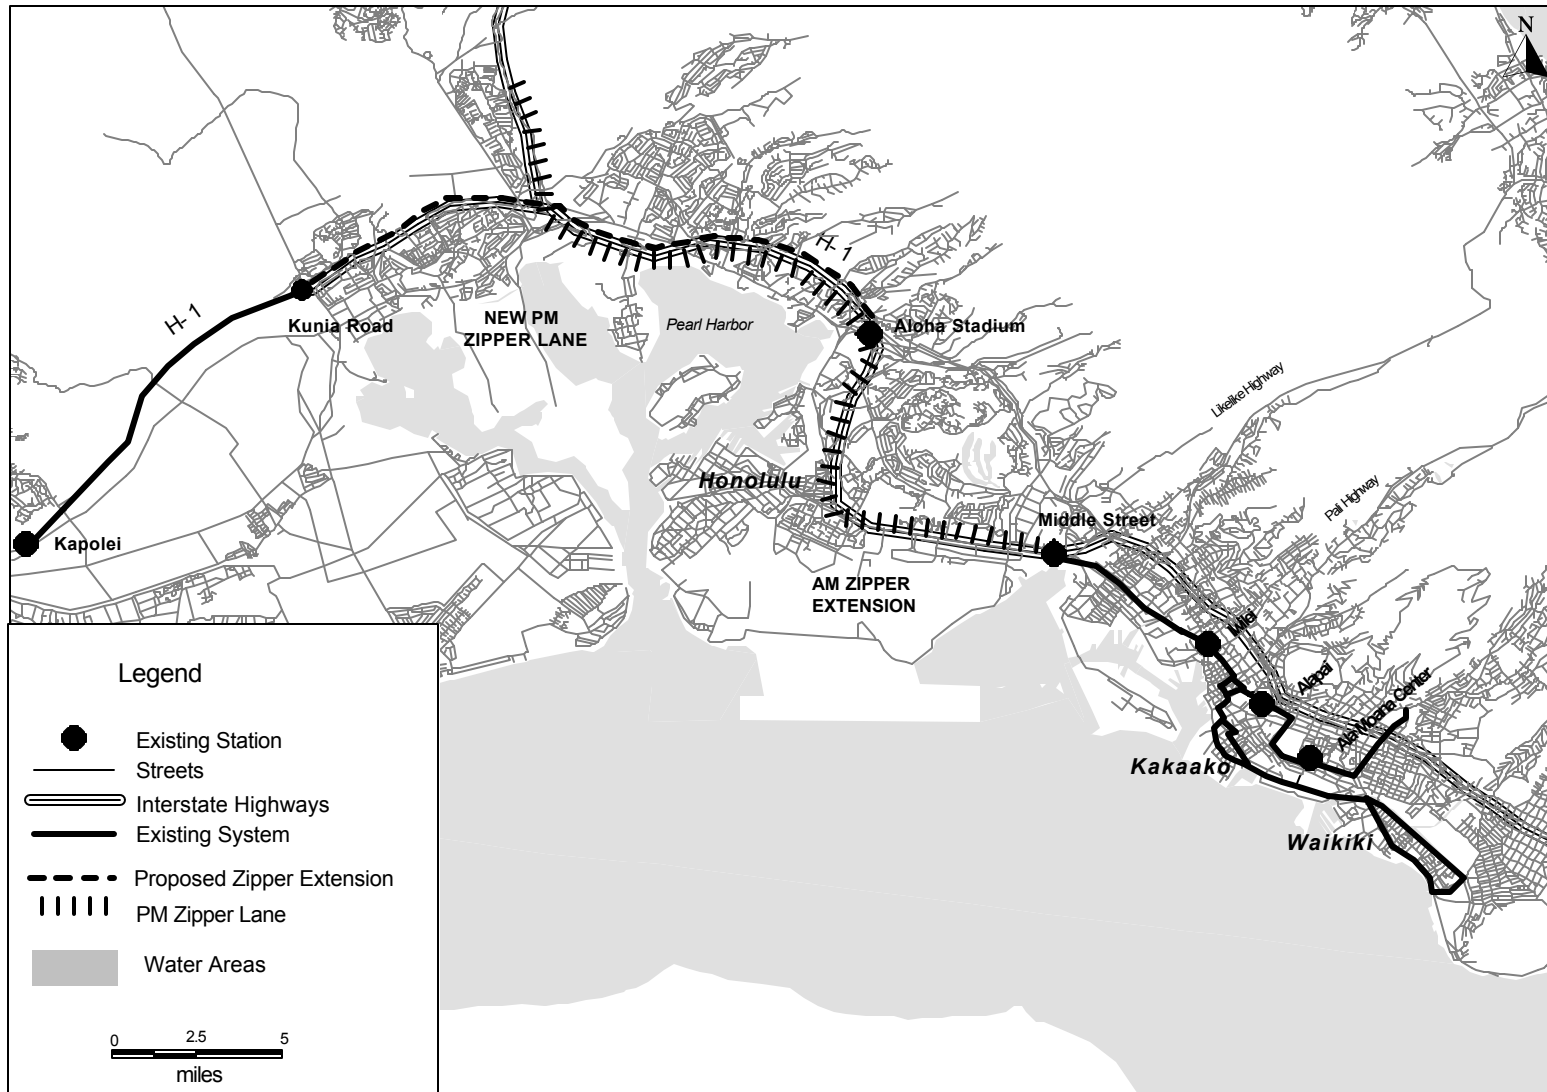 N
H-1
H-1
Kunia Road
NEW PM
ZIPPER LANE
Pearl Harbor
Aloha Stadium
Likelike Highway
Pali Highway
Honolulu
Middle Street
Kapolei
AM ZIPPER
EXTENSION
Iwilei
Alapai
Ala Moana Center
Kakaako
Waikiki
Legend
Existing Station
Streets
Interstate Highways
Existing System
Proposed Zipper Extension
PM Zipper Lane
Water Areas
0 2.5 5
miles